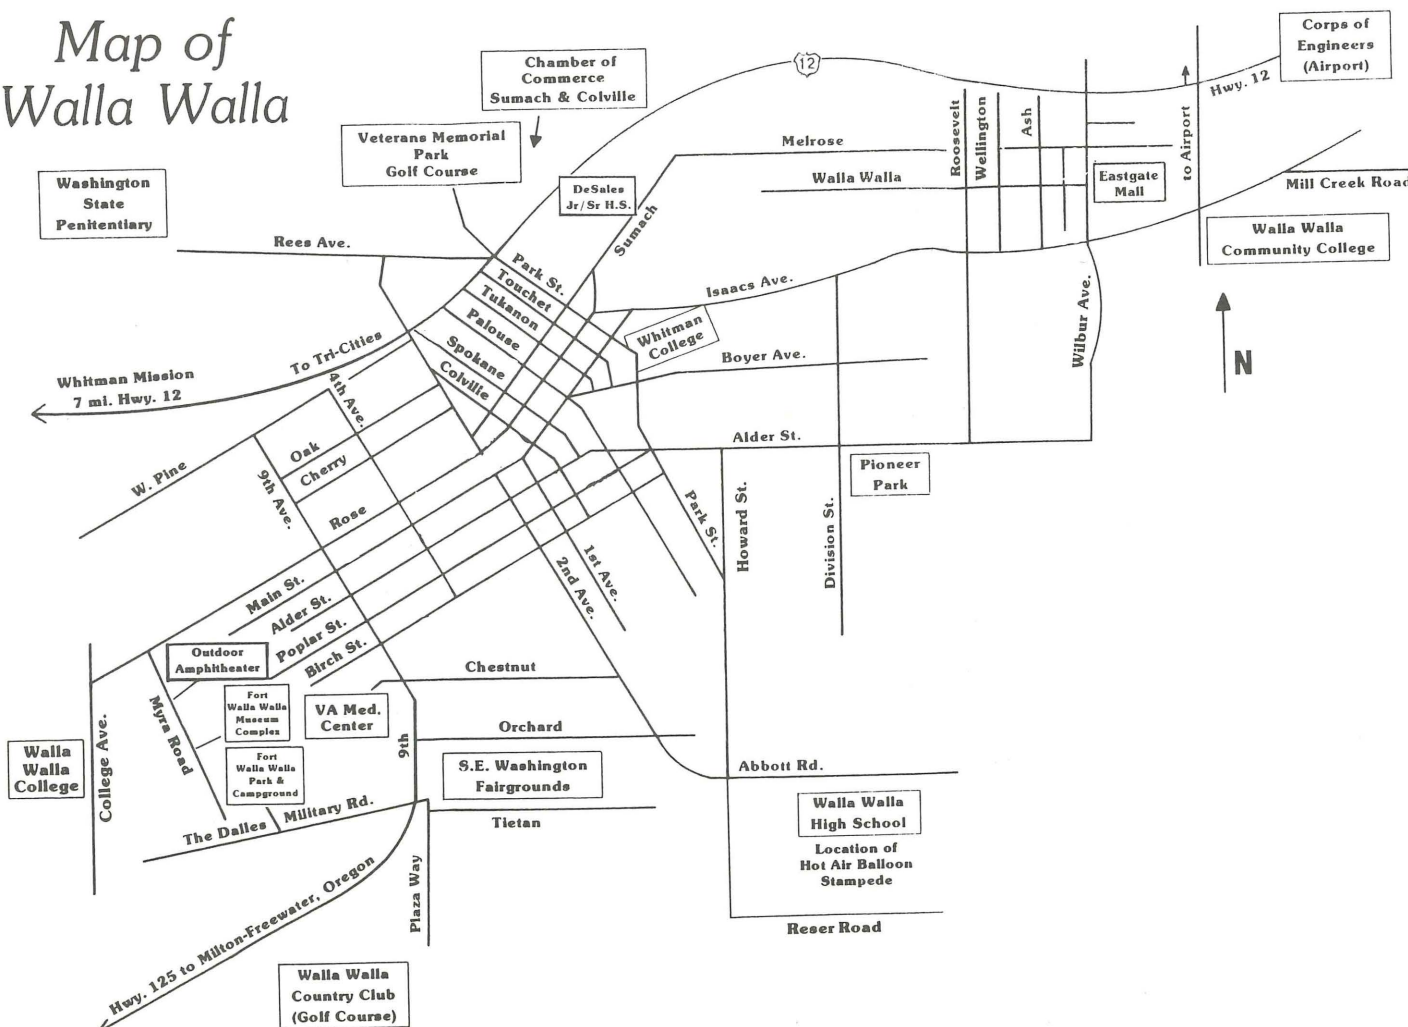 Map of
Walla Walla
Chamber of
Commerce
Sumach & Colville
Veterans Memorial
Park
Golf Course
Washington
State
Penitentiary
DeSales
Jr/Sr H.S.
12
Corps of
Engineers
(Airport)
Hwy. 12
to Airport
Melrose
Walla Walla
Roosevelt
Wellington
Ash
Eastgate
Mall
Mill Creek Road
Walla Walla
Community College
Rees Ave.
Sumach
Park St.
Touchet
Tukanon
Palouse
Spokane
Colville
Isaacs Ave.
Whitman
College
Boyer Ave.
Wilbur Ave.
N
To Tri-Cities
Whitman Mission
7 mi. Hwy. 12
4th Ave.
W. Pine
Oak
Cherry
9th Ave.
Rose
Alder St.
Pioneer
Park
Park St.
Howard St.
Division St.
1st Ave.
2nd Ave.
Main St.
Alder St.
Poplar St.
Birch St.
Outdoor
Amphitheater
Chestnut
Fort
Walla Walla
Museum
Complex
VA Med.
Center
Myra Road
College Ave.
9th
Orchard
Walla
Walla
College
Fort
Walla Walla
Park &
Campground
S.E. Washington
Fairgrounds
Abbott Rd.
The Dalles Military Rd.
Tietan
Walla Walla
High School
Location of
Hot Air Balloon
Stampede
Plaza Way
Hwy. 125 to Milton-Freewater, Oregon
Reser Road
Walla Walla
Country Club
(Golf Course)